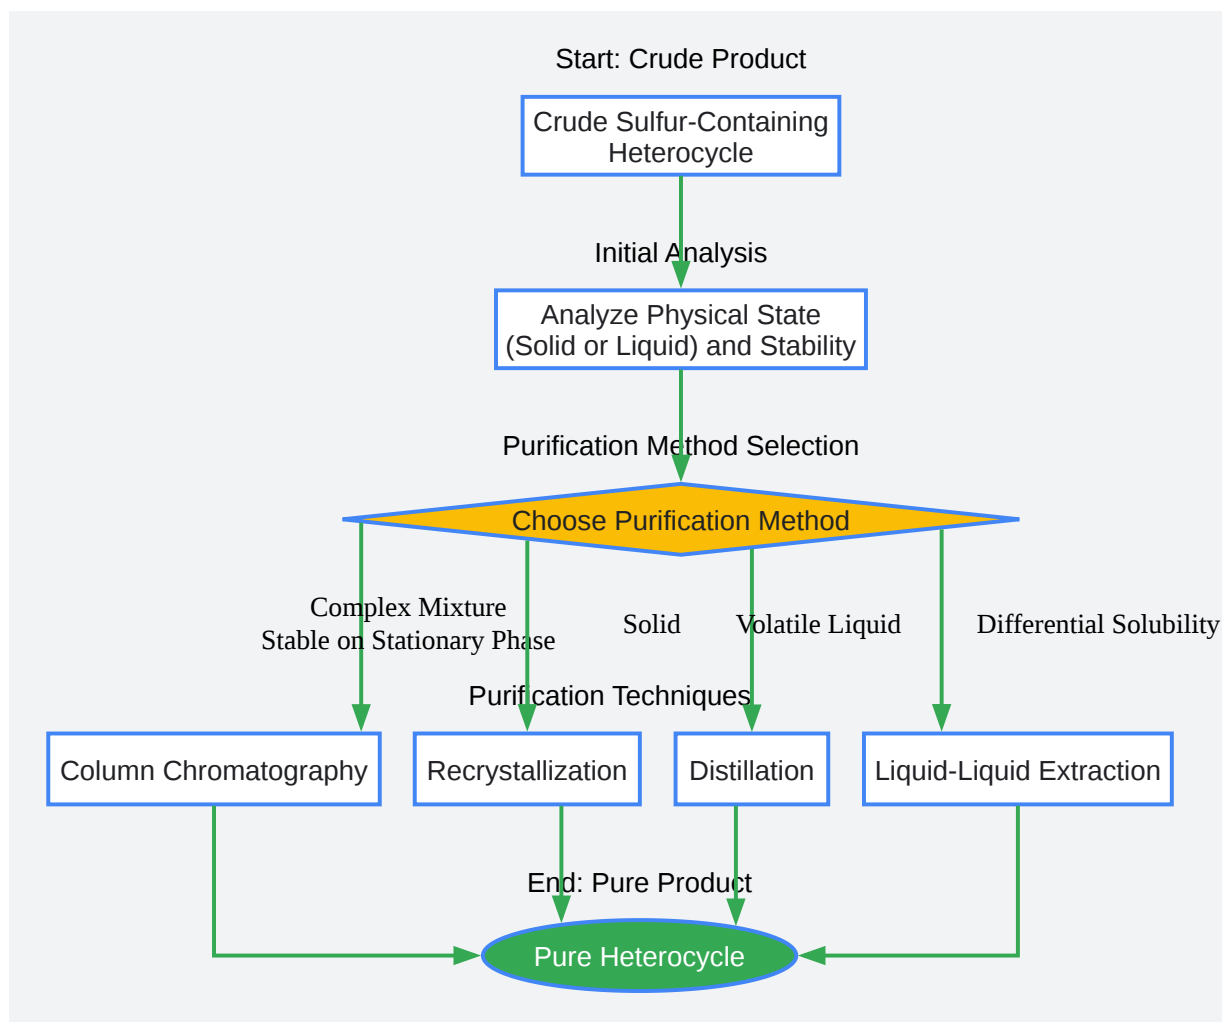 Start: Crude Product
Crude Sulfur-Containing
Heterocycle
Initial Analysis
Analyze Physical State
(Solid or Liquid) and Stability
Purification Method Selection
Choose Purification Method
Complex Mixture
Stable on Stationary Phase
Solid
Volatile Liquid
Differential Solubility
Purification Techniques
Column Chromatography
Recrystallization
Distillation
Liquid-Liquid Extraction
End: Pure Product
Pure Heterocycle